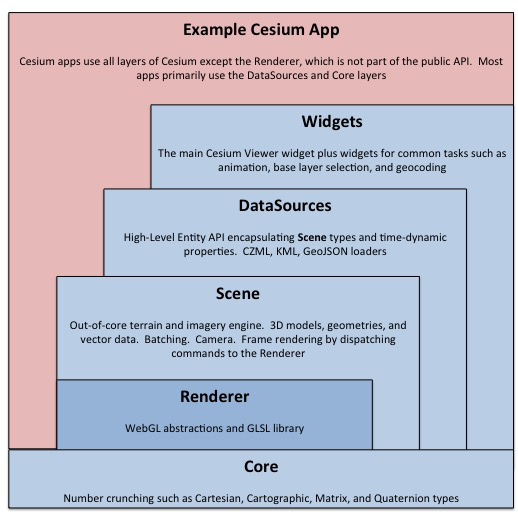 Example Cesium App
Cesium apps use all layers of Cesium except the Renderer, which is not part of the public API.  Most
apps primarily use the DataSources and Core layers
Widgets
The main Cesium Viewer widget plus widgets for common tasks such as
animation, base layer selection, and geocoding
DataSources
High-Level Entity API encapsulating Scene types and time-dynamic
properties.  CZML, KML, GeoJSON loaders
Scene
Out-of-core terrain and imagery engine.  3D models, geometries, and
vector data.  Batching.  Camera.  Frame rendering by dispatching
commands to the Renderer
Renderer
WebGL abstractions and GLSL library
Core
Number crunching such as Cartesian, Cartographic, Matrix, and Quaternion types